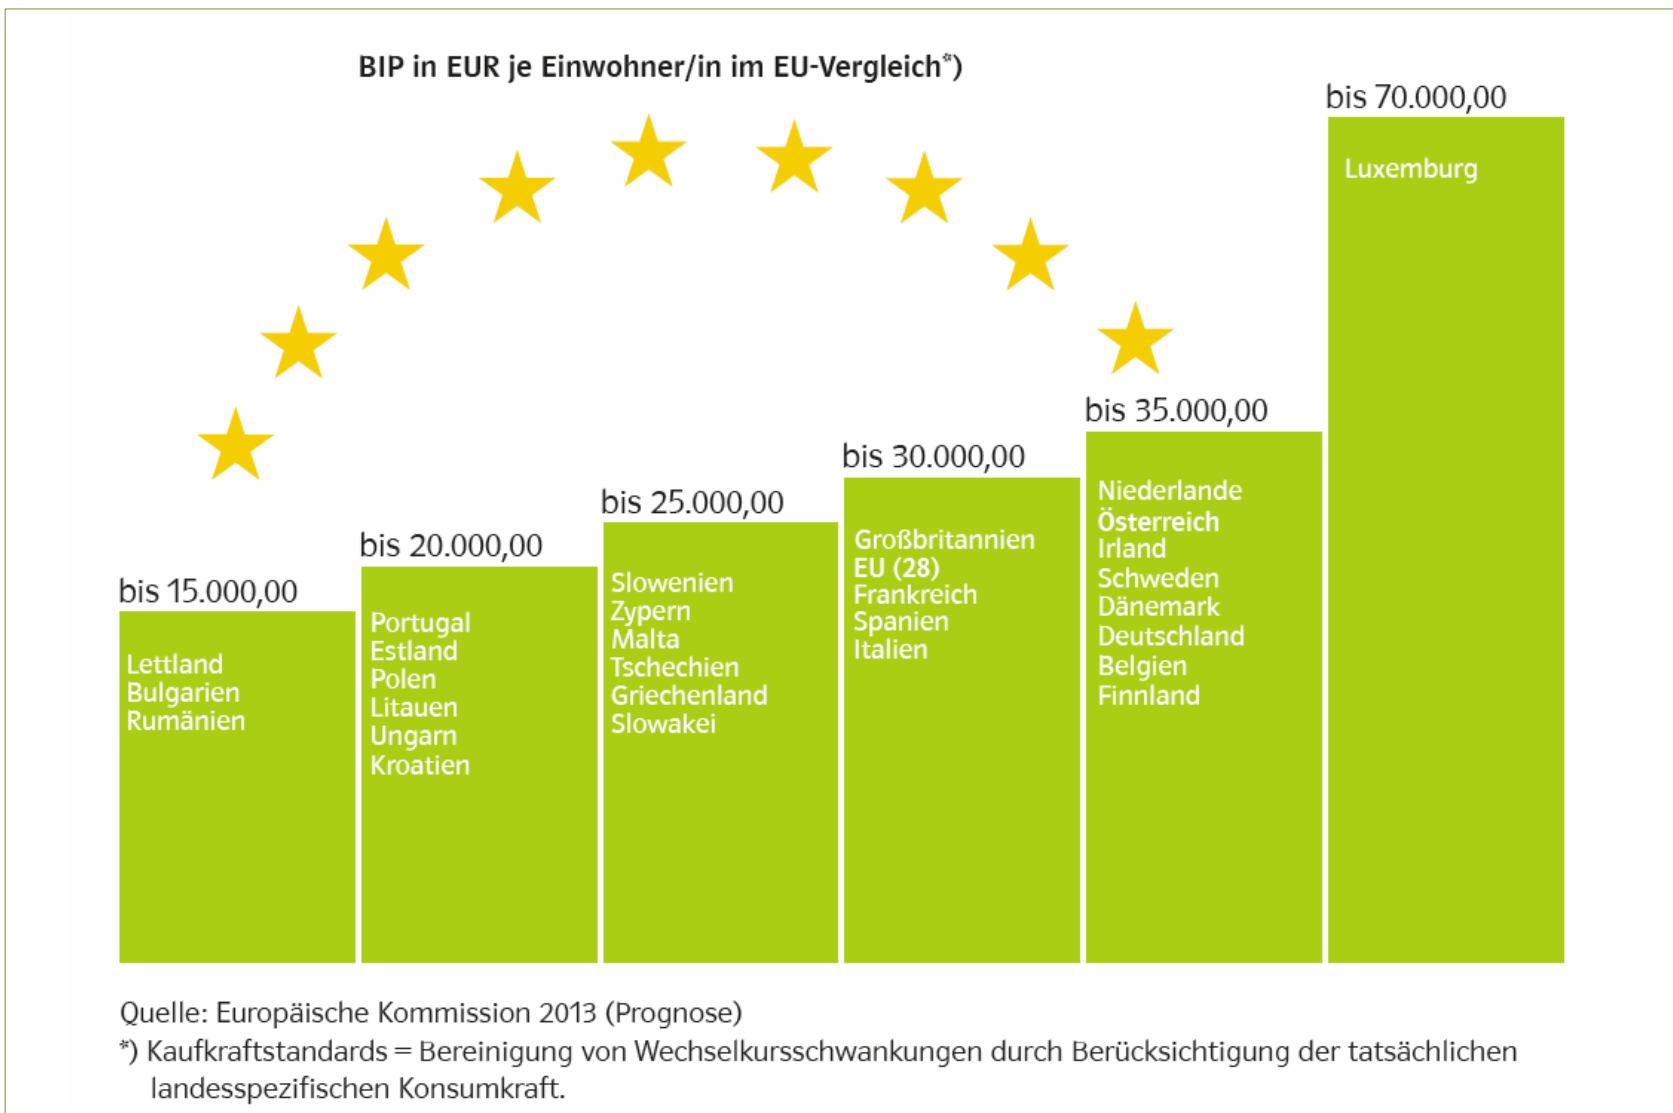 BIP in EUR je Einwohner/in im EU-Vergleich*)
bis 15.000,00
Lettland
Bulgarien
Rumänien
bis 20.000,00
Portugal
Estland
Polen
Litauen
Ungarn
Kroatien
bis 25.000,00
Slowenien
Zypern
Malta
Tschechien
Griechenland
Slowakei
bis 30.000,00
Großbritannien
EU (28)
Frankreich
Spanien
Italien
bis 35.000,00
Niederlande
Österreich
Irland
Schweden
Dänemark
Deutschland
Belgien
Finnland
bis 70.000,00
Luxemburg
Quelle: Europäische Kommission 2013 (Prognose)
*) Kaufkraftstandards = Bereinigung von Wechselkursschwankungen durch Berücksichtigung der tatsächlichen
landesspezifischen Konsumkraft.